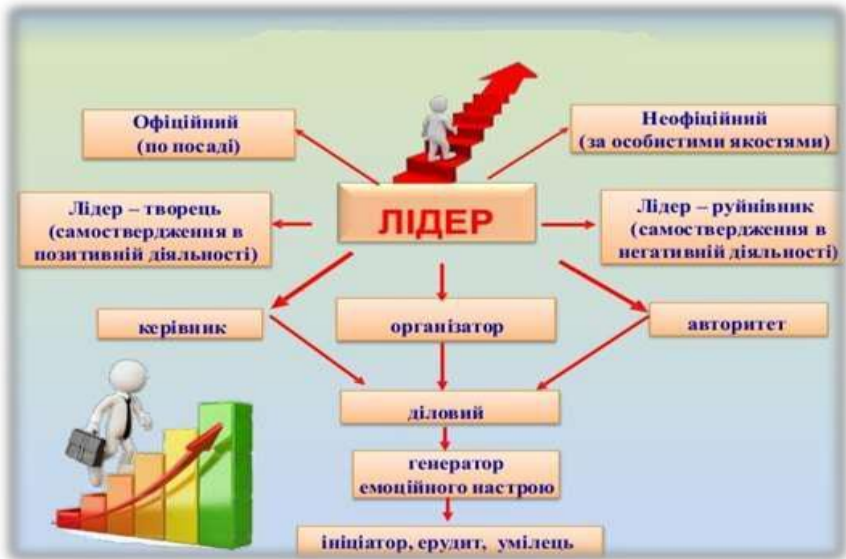 Офіційний
(по посаді)
Неофіційний
(за особистими якостями)
ЛІДЕР
Лідер – творець
(самоствердження в
позитивній діяльності)
Лідер – руйнівник
(самоствердження в
негативній діяльності)
керівник
організатор
авторитет
діловий
генератор
емоційного настрою
ініціатор, ерудит, умілець